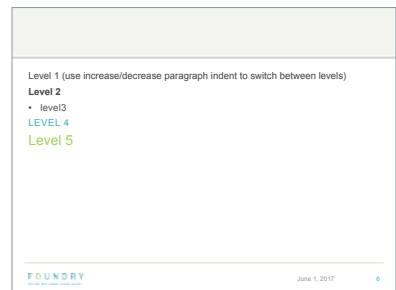 Level 1 (use increase/decrease paragraph indent to switch between levels)
Level 2
• level3
LEVEL 4
Level 5
FOUNDRY
June 1, 2017
6